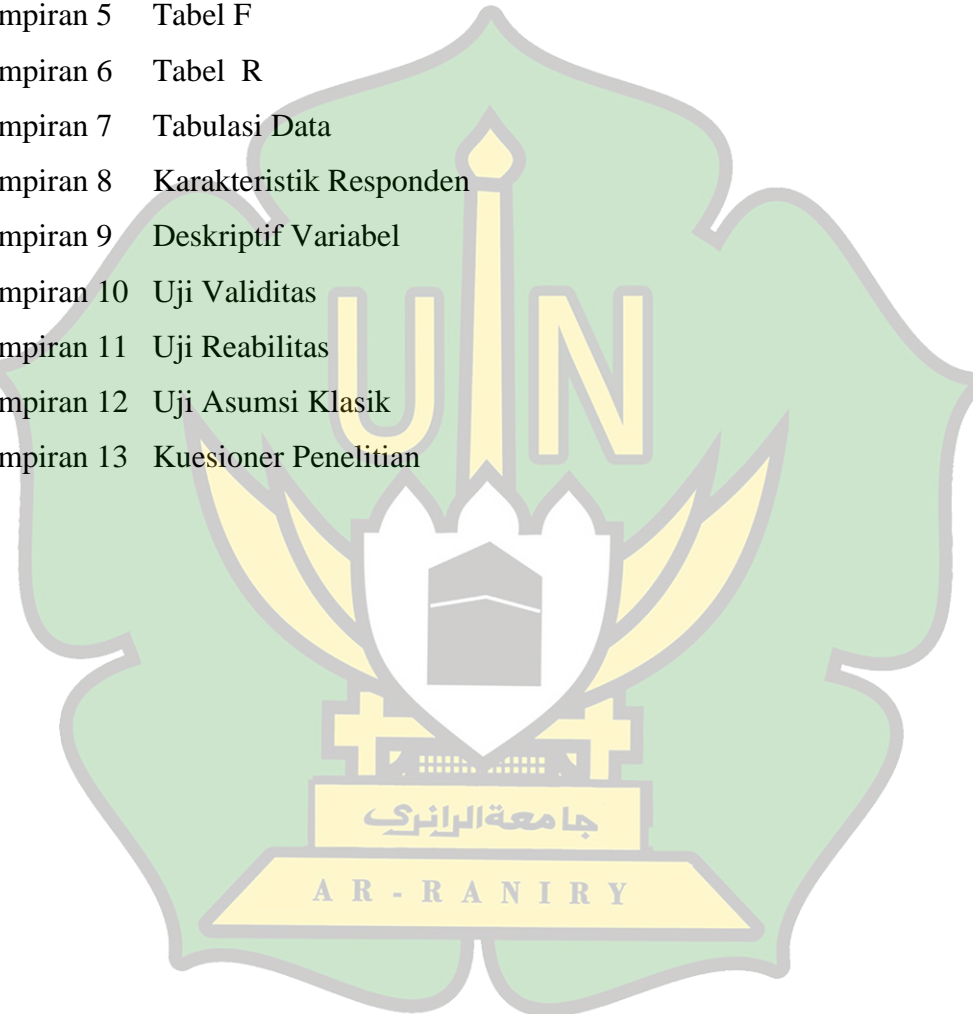 mpiran 5 Tabel F
mpiran 6 Tabel R
mpiran 7 Tabulasi Data
mpiran 8 Karakteristik Responden
mpiran 9 Deskriptif Variabel
mpiran 10 Uji Validitas
mpiran 11 Uji Reabilitas
mpiran 12 Uji Asumsi Klasik
mpiran 13 Kuesioner Penelitian
UIN
جامعة الرانري
AR-RANIRY